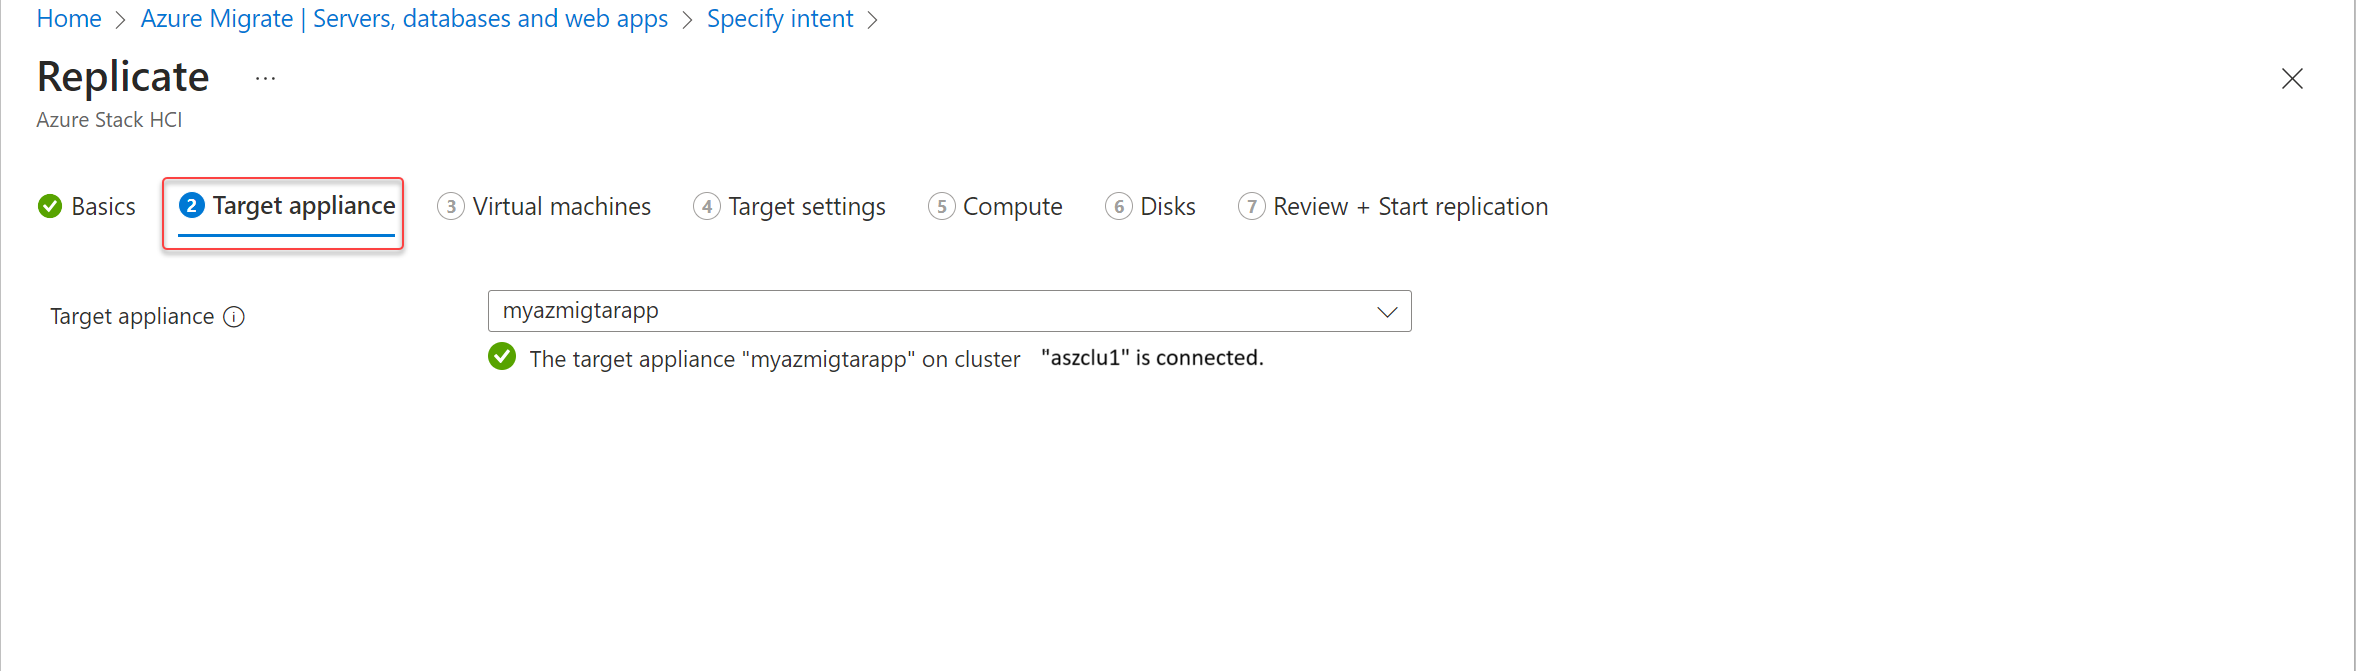 Home > Azure Migrate | Servers, databases and web apps > Specify intent >
Replicate ...
Azure Stack HCI
Basics 2 Target appliance 3 Virtual machines 4 Target settings 5 Compute 6 Disks 7 Review + Start replication
Target appliance myazmigtarapp
The target appliance "myazmigtarapp" on cluster "aszclu1" is connected.